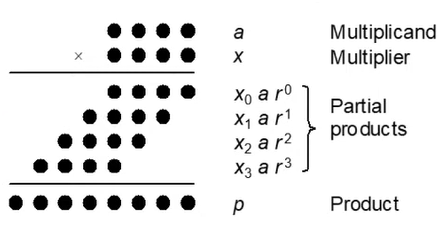 a Multiplicand
× x Multiplier
x₀ a r⁰
x₁ a r¹
x₂ a r²
x₃ a r³
Partial
products
p Product